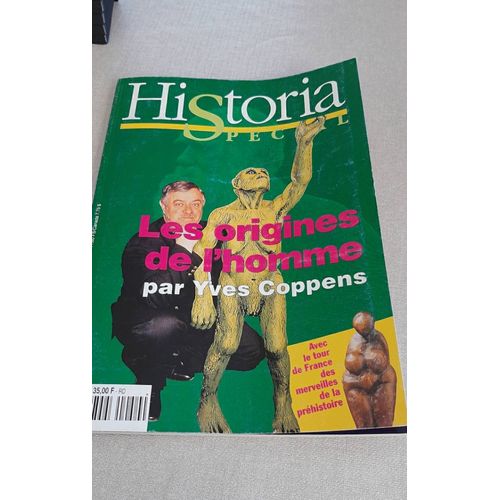 Historia
SPECIAL
Les origines
de l'homme
par Yves Coppens
Avec
le tour
de France
des
merveilles
de la
préhistoire
35,00 F - RD